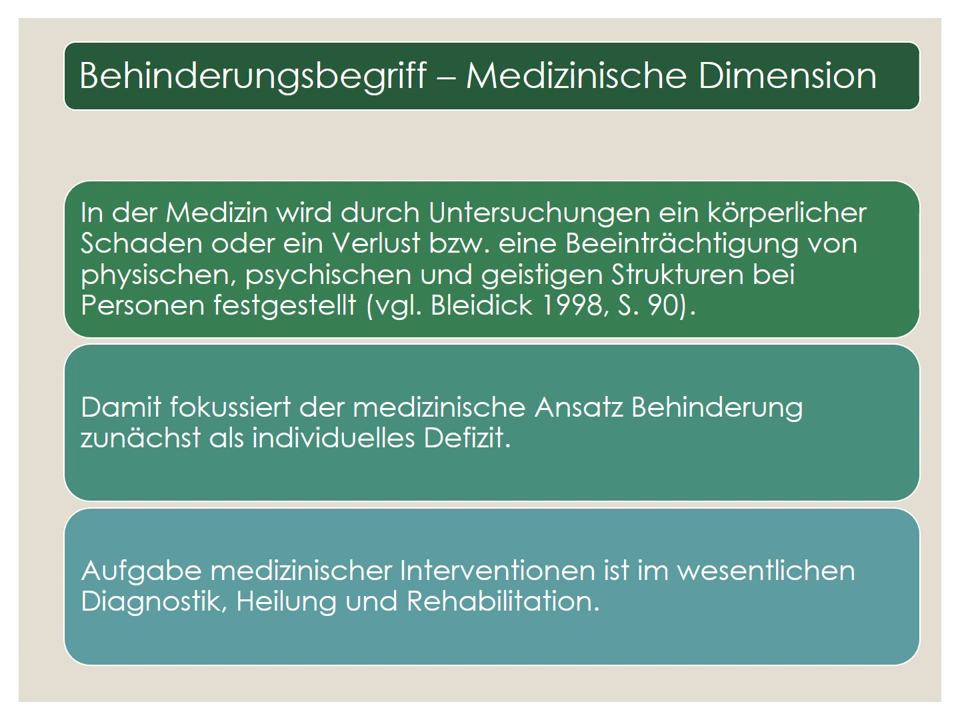 Behinderungsbegriff – Medizinische Dimension
In der Medizin wird durch Untersuchungen ein körperlicher
Schaden oder ein Verlust bzw. eine Beeinträchtigung von
physischen, psychischen und geistigen Strukturen bei
Personen festgestellt (vgl. Bleidick 1998, S. 90).
Damit fokussiert der medizinische Ansatz Behinderung
zunächst als individuelles Defizit.
Aufgabe medizinischer Interventionen ist im wesentlichen
Diagnostik, Heilung und Rehabilitation.